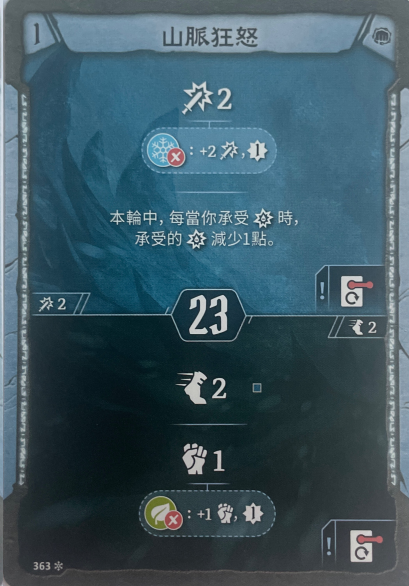 1 山脈狂怒
2
: +2 , 1
本輪中, 每當你承受 時,
承受的 減少1點。
!
2
23
2
2
1
: +1 , 1
!
363